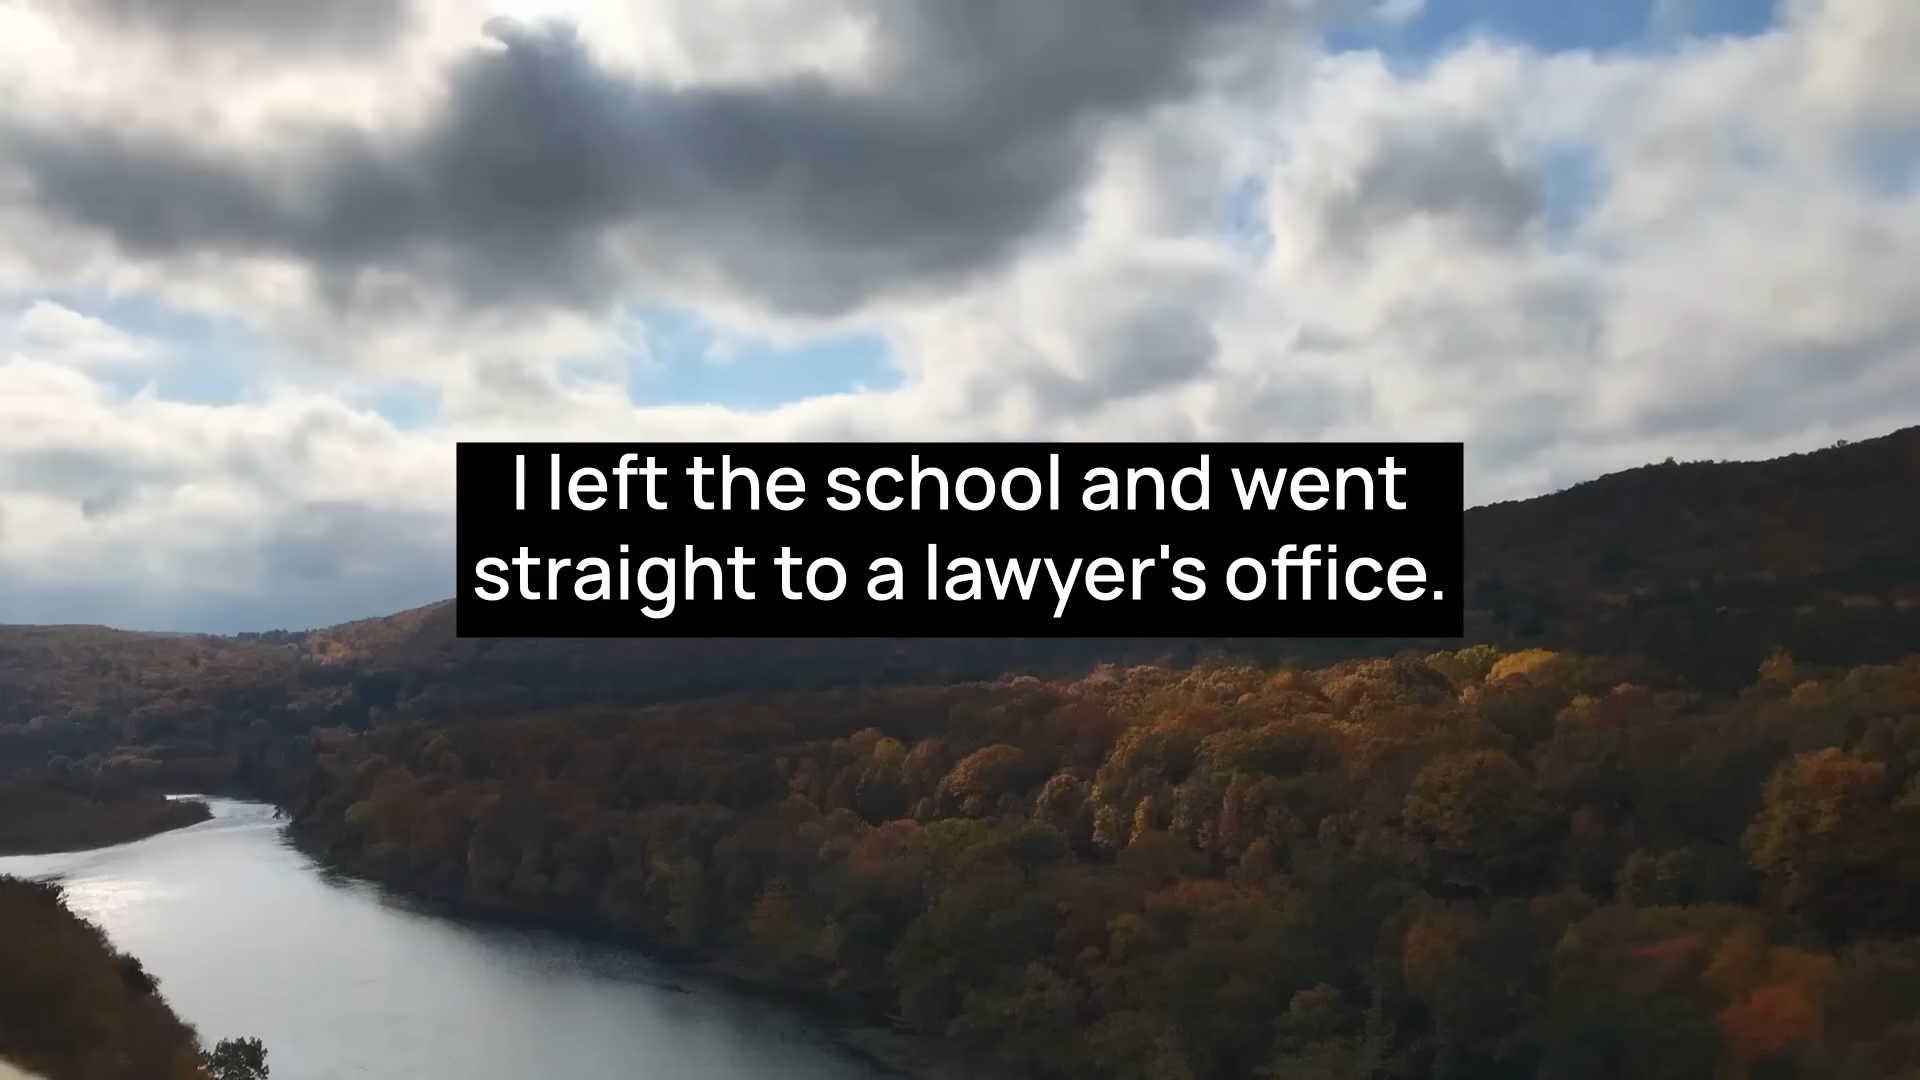 I left the school and went
straight to a lawyer's office.